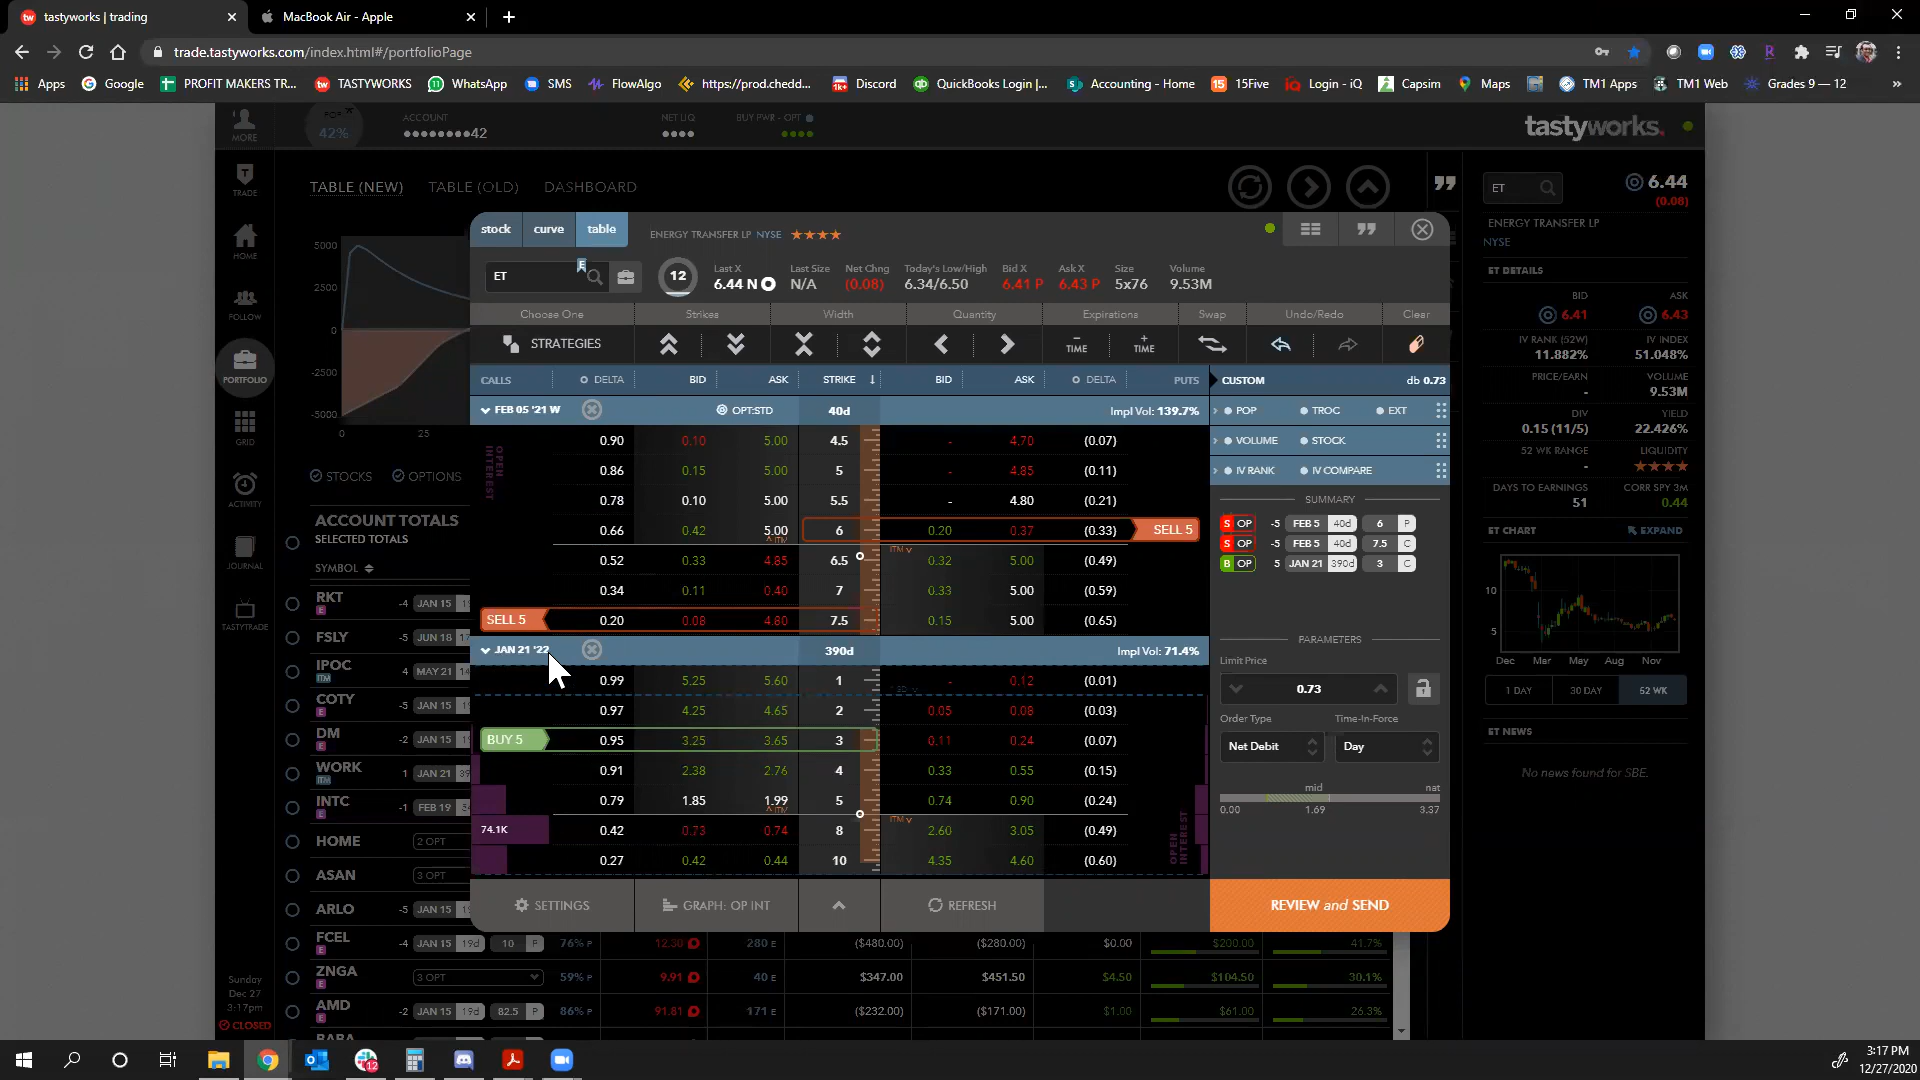 tastyworks | trading
MacBook Air - Apple
trade.tastyworks.com/index.html#/portfolioPage
Apps Google PROFIT MAKERS TR... TASTYWORKS WhatsApp SMS FlowAlgo https://prod.chedd... Discord QuickBooks Login |... Accounting - Home 15Five Login - iQ Capsim Maps TM1 Apps TM1 Web Grades 9 — 12 »
MORE
POP 42%
ACCOUNT
42
NET LIQ
BUY PWR - OPT
tastyworks.
TRADE
HOME
FOLLOW
PORTFOLIO
GRID
ACTIVITY
JOURNAL
TASTYTRADE
TABLE (NEW) TABLE (OLD) DASHBOARD
5000
2500
0
-2500
-5000
0 25
STOCKS OPTIONS
ACCOUNT TOTALS
SELECTED TOTALS
SYMBOL
RKT E -4 JAN 15
FSLY -5 JUN 18
IPOC ITM 4 MAY 21
COTY E -5 JAN 15
DM E -2 JAN 15
WORK ITM 1 JAN 21
INTC E -1 FEB 19
HOME 2 OPT
ASAN 3 OPT
ARLO -5 JAN 15
FCEL E -4 JAN 15 19d 10 P 76% P 12.30 280 E ($480.00) ($280.00) $0.00 $200.00 41.7%
ZNGA E 3 OPT 59% P 9.91 40 E $347.00 $451.50 $4.50 $104.50 30.1%
AMD E -2 JAN 15 19d 82.5 P 86% P 91.81 171 E ($232.00) ($171.00) $1.00 $61.00 26.3%
BABA
Sunday
Dec 27
3:17pm
CLOSED
stock curve table ENERGY TRANSFER LP NYSE
ET
E
12
Last X Last Size Net Chng Today's Low/High Bid X Ask X Size Volume
6.44 N N/A (0.08) 6.34/6.50 6.41 P 6.43 P 5x76 9.53M
Choose One Strikes Width Quantity Expirations Swap Undo/Redo Clear
STRATEGIES
− TIME
+ TIME
CALLS DELTA BID ASK STRIKE BID ASK DELTA PUTS
FEB 05 '21 W OPT:STD 40d Impl Vol: 139.7%
OPEN INTEREST
0.90 0.10 5.00 4.5 - 4.70 (0.07)
0.86 0.15 5.00 5 - 4.85 (0.11)
0.78 0.10 5.00 5.5 - 4.80 (0.21)
0.66 0.42 5.00 6 0.20 0.37 (0.33) SELL 5
^ ITM
ITM v
0.52 0.33 4.85 6.5 0.32 5.00 (0.49)
0.34 0.11 0.40 7 0.33 5.00 (0.59)
SELL 5 0.20 0.08 4.80 7.5 0.15 5.00 (0.65)
JAN 21 '22 390d Impl Vol: 71.4%
0.99 5.25 5.60 1 - 0.12 (0.01)
0.97 4.25 4.65 2 0.05 0.08 (0.03)
BUY 5 0.95 3.25 3.65 3 0.11 0.24 (0.07)
0.91 2.38 2.76 4 0.33 0.55 (0.15)
0.79 1.85 1.99 5 0.74 0.90 (0.24)
^ ITM
ITM v
74.1K 0.42 0.73 0.74 8 2.60 3.05 (0.49)
0.27 0.42 0.44 10 4.35 4.60 (0.60)
OPEN INTEREST
SETTINGS GRAPH: OP INT REFRESH
CUSTOM db 0.73
POP TROC EXT
VOLUME STOCK
IV RANK IV COMPARE
SUMMARY
S OP -5 FEB 5 40d 6 P
S OP -5 FEB 5 40d 7.5 C
B OP 5 JAN 21 390d 3 C
PARAMETERS
Limit Price
0.73
Order Type Time-In-Force
Net Debit Day
mid nat
0.00 1.69 3.37
REVIEW and SEND
ET 6.44
(0.08)
ENERGY TRANSFER LP
NYSE
ET DETAILS
BID ASK
6.41 6.43
IV RANK (52W) IV INDEX
11.882% 51.048%
PRICE/EARN VOLUME
- 9.53M
DIV YIELD
0.15 (11/5) 22.426%
52 WK RANGE LIQUIDITY
-
DAYS TO EARNINGS CORR SPY 3M
51 0.44
ET CHART EXPAND
10
5
Dec Mar May Aug Nov
1 DAY 30 DAY 52 WK
ET NEWS
No news found for SBE.
12
3:17 PM
12/27/2020